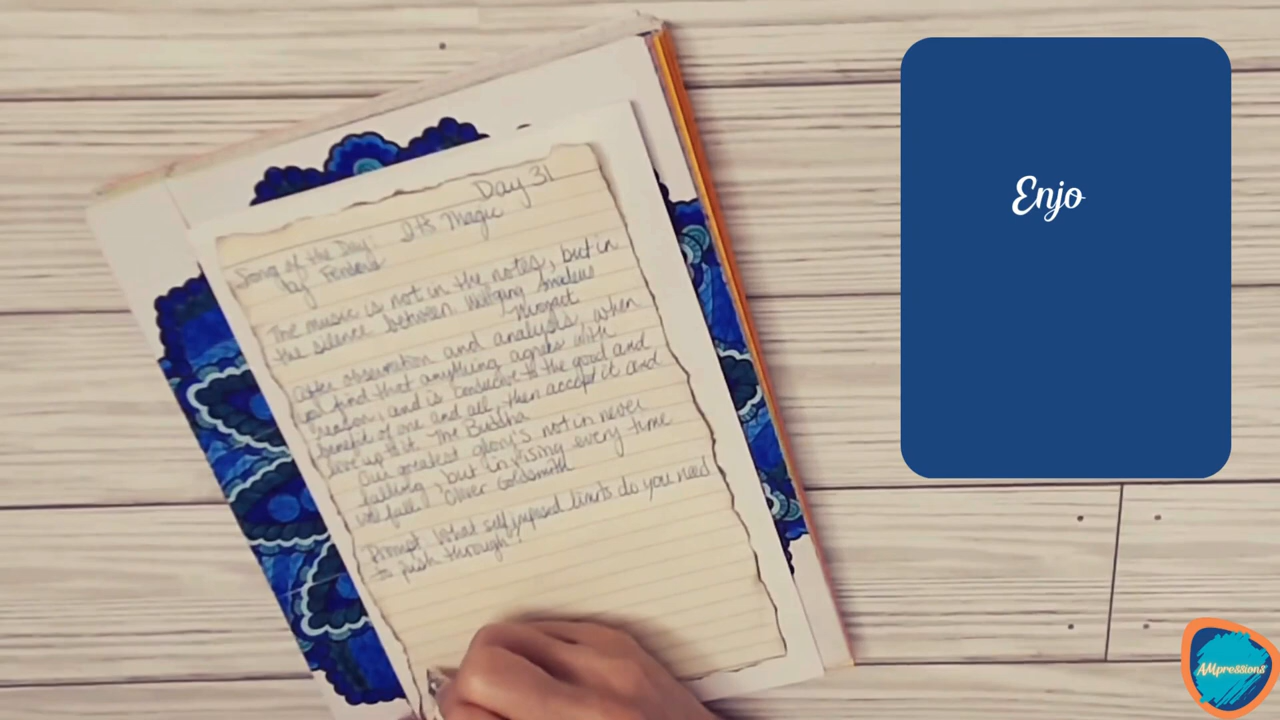 Day 31
Song of the Day: It's Magic
by Fendera
The music is not in the notes, but in
the silence between. Wolfgang Amadeus
Mozart
After observation and analysis, when
you find that anything agrees with
reason, and is conducive to the good and
benefit of one and all, then accept it and
live up to it. The Buddha
Our greatest glory's not in never
falling, but in rising every time
we fall. Oliver Goldsmith
Prompt What self imposed limits do you need
to push through?
Enjo
AMpressions